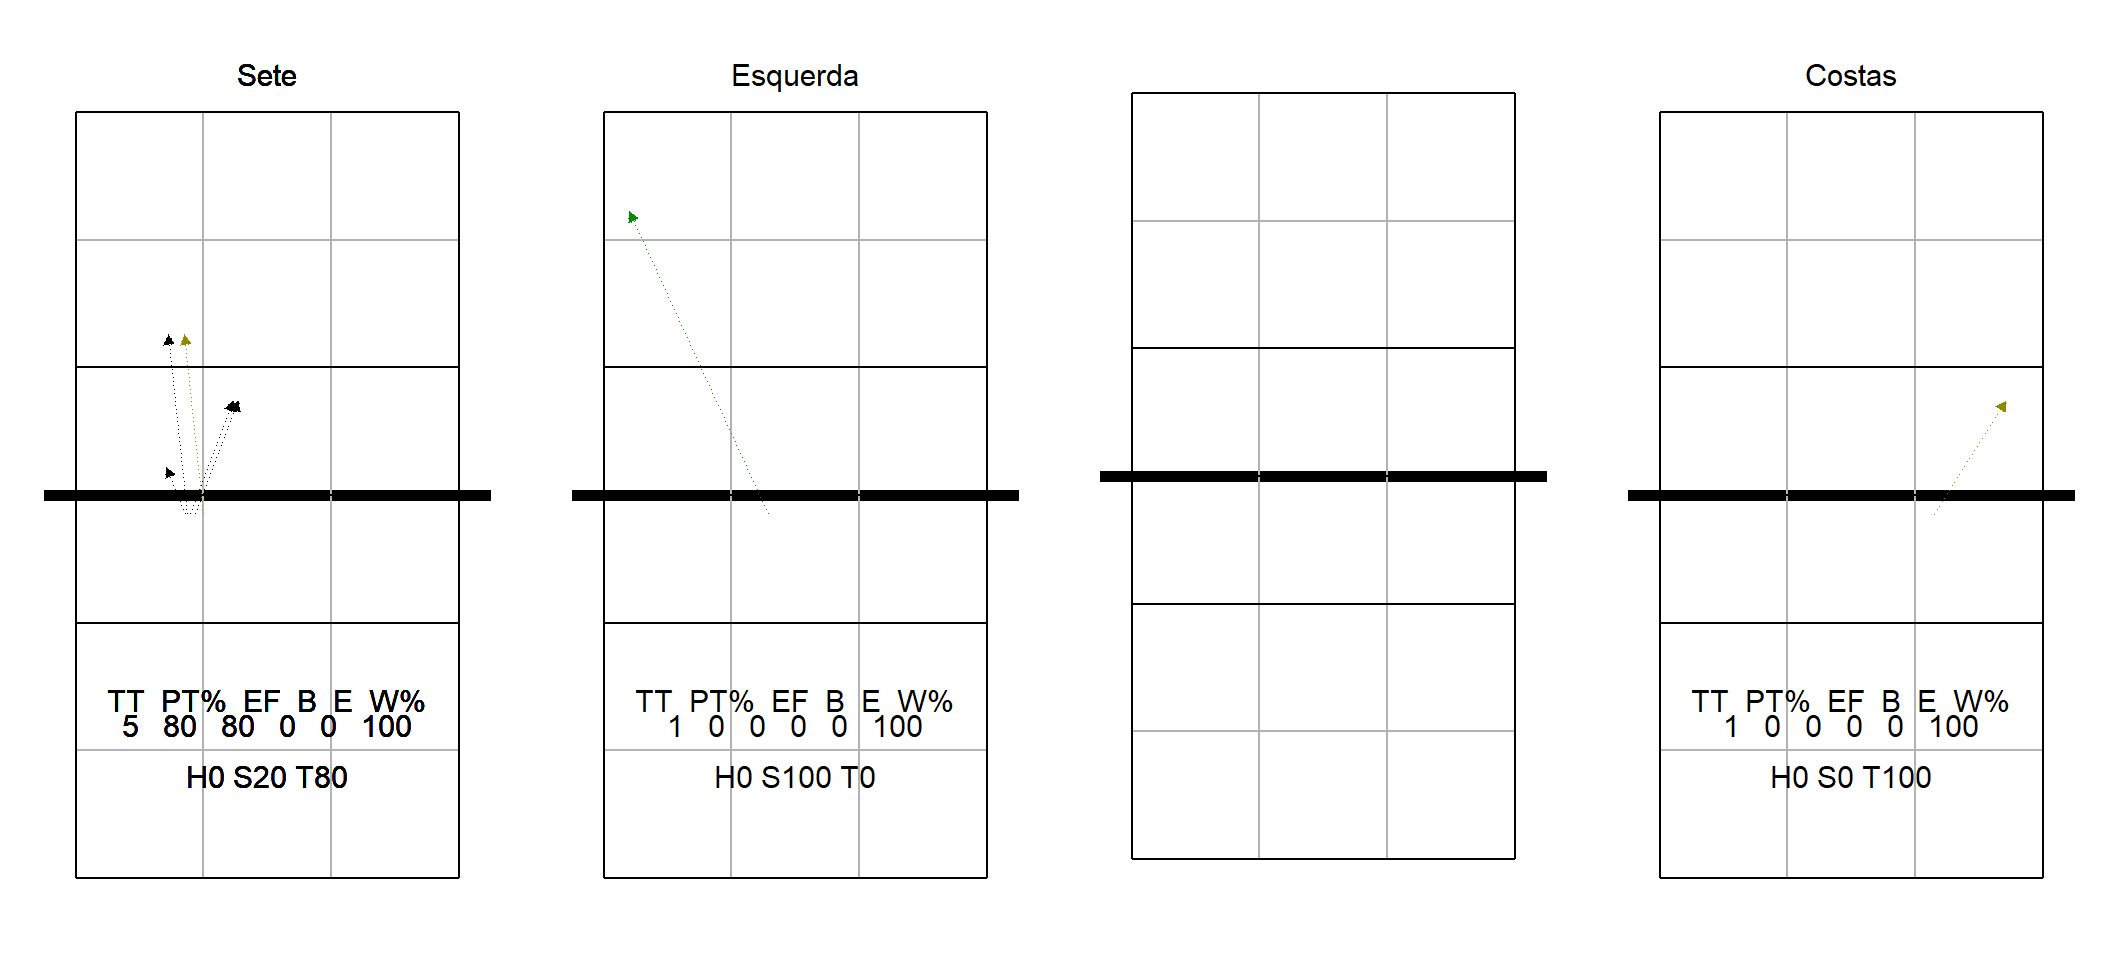 Sete
TT PT% EF B E W%
5 80 80 0 0 100
H0 S20 T80
Esquerda
TT PT% EF B E W%
1 0 0 0 0 100
H0 S100 T0
Costas
TT PT% EF B E W%
1 0 0 0 0 100
H0 S0 T100